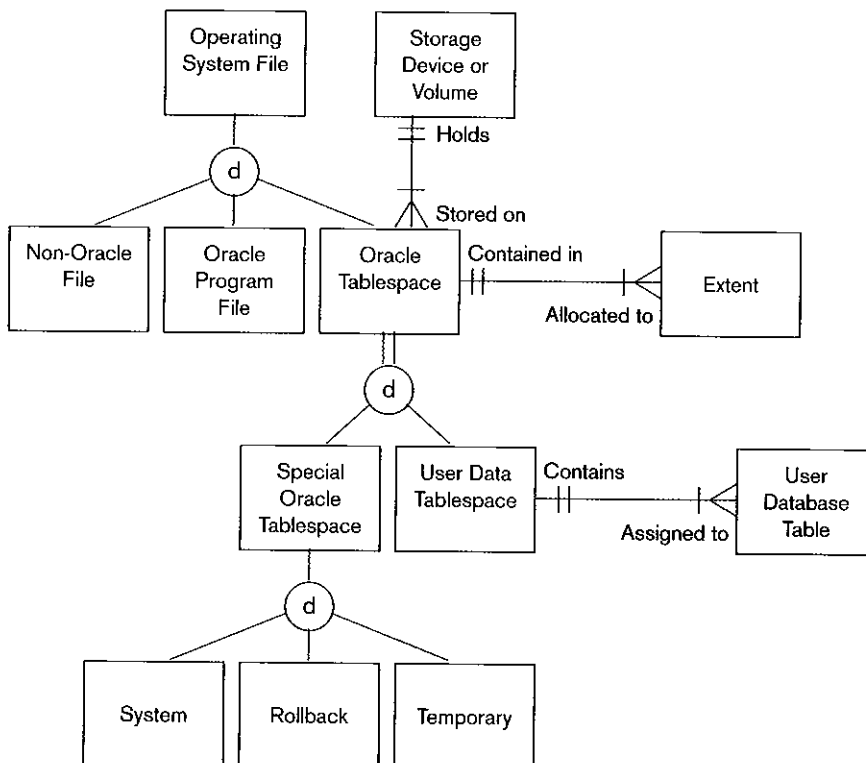 Operating
System File
Storage
Device or
Volume
Holds
d
Stored on
Non-Oracle
File
Oracle
Program
File
Oracle
Tablespace
Contained in
Allocated to
Extent
d
Special
Oracle
Tablespace
User Data
Tablespace
Contains
Assigned to
User
Database
Table
d
System
Rollback
Temporary